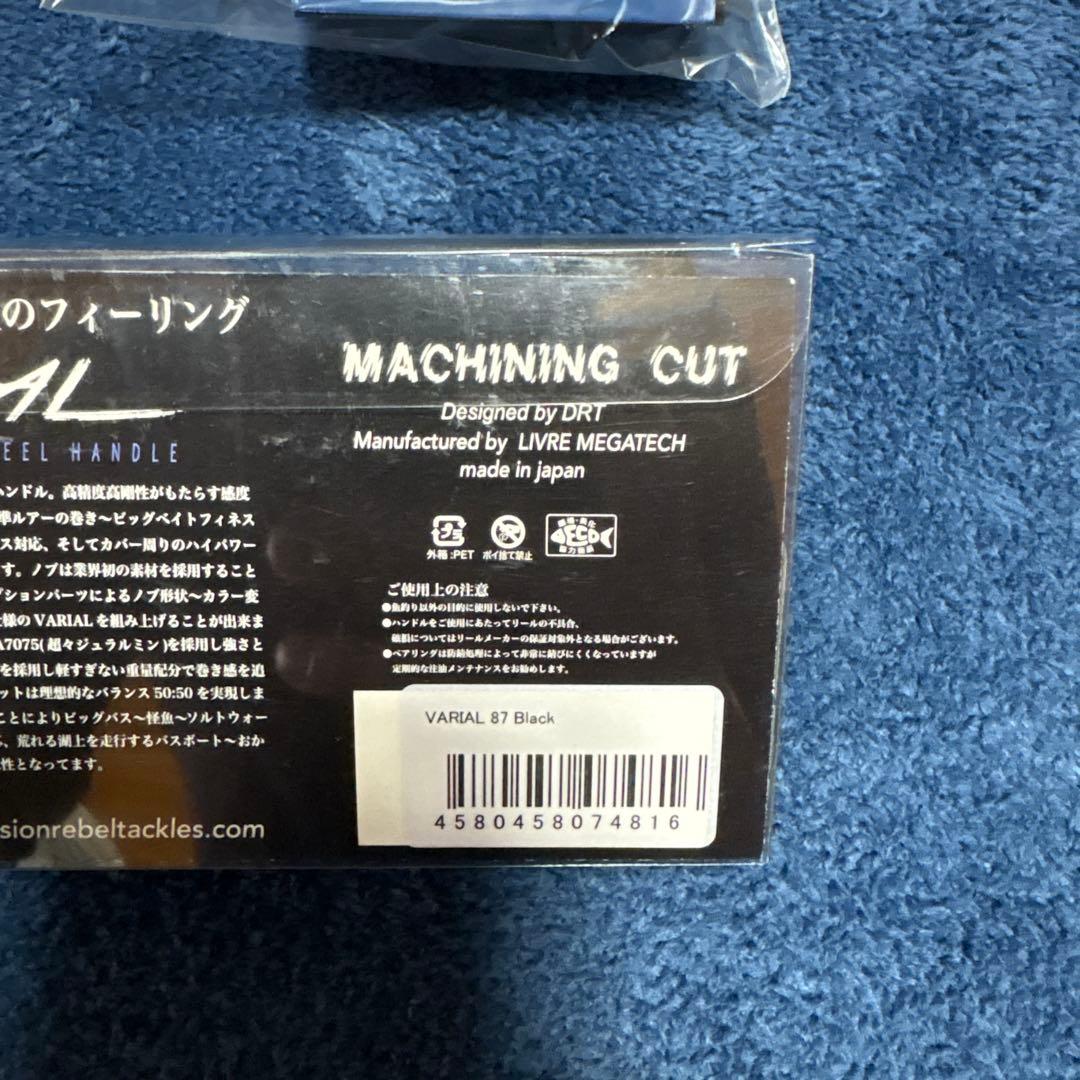 のフィーリング
AL
EEL HANDLE
ハンドル。高精度高剛性がもたらす感度
準ルアーの巻き～ビッグベイトフィネス
ス対応、そしてカバー周りのハイパワー
す。ノブは業界初の素材を採用すること
プションパーツによるノブ形状～カラー変
仕様のVARIALを組み上げることが出来ま
A7075(超々ジュラルミン)を採用し強さと
を採用し軽すぎない重量配分で巻き感を追
ットは理想的なバランス50:50を実現しま
ことによりビッグバス～怪魚～ソルトウォー
、荒れる湖上を走行するバスボート～おか
性となってます。
sionrebeltackles.com
MACHINING CUT
Designed by DRT
Manufactured by LIVRE MEGATECH
made in japan
プラ
外箱:PET
ポイ捨て禁止
ECO
ご使用上の注意
●魚釣り以外の目的に使用しないで下さい。
●ハンドルをご使用にあたってリールの不具合、
破損についてはリールメーカーの保証対象外となる場合がございます。
●ベアリングは防錆処理によって非常に錆びにくくなっていますが
定期的な注油メンテナンスをお勧めします。
VARIAL 87 Black
4580458074816